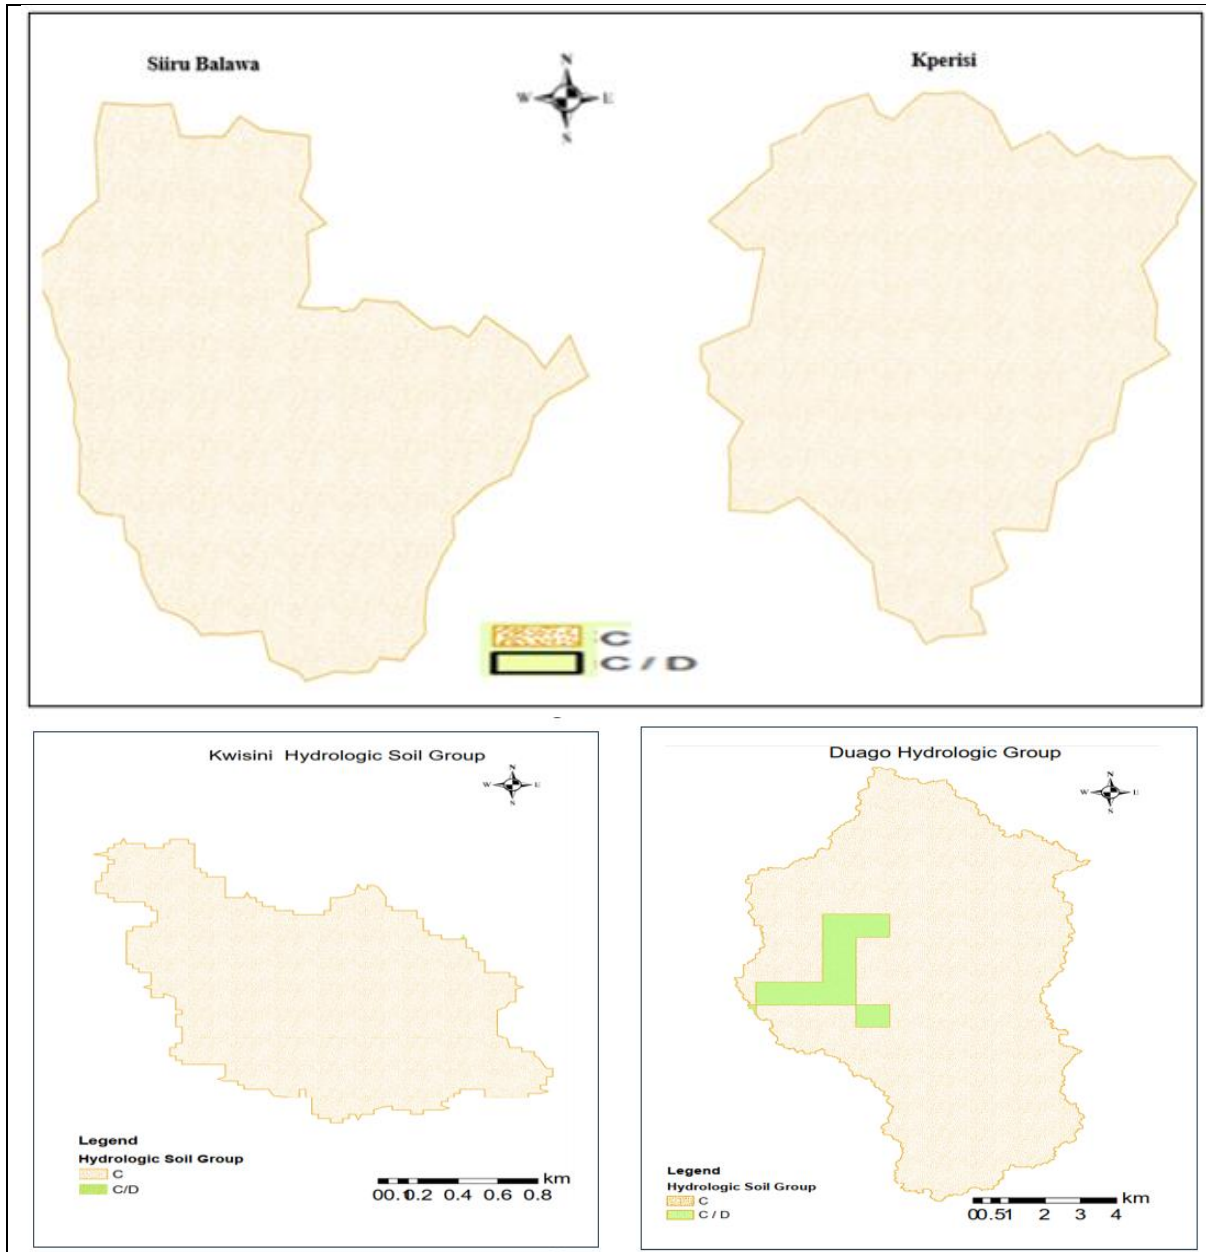 Siiru Balawa
Kperisi
N
W E
S
C
C / D
Kwisini Hydrologic Soil Group
N
W E
S
Legend
Hydrologic Soil Group
C
C/D
km
00.10.2 0.4 0.6 0.8
Duago Hydrologic Group
N
W E
S
Legend
Hydrologic Soil Group
C
C / D
km
00.51 2 3 4